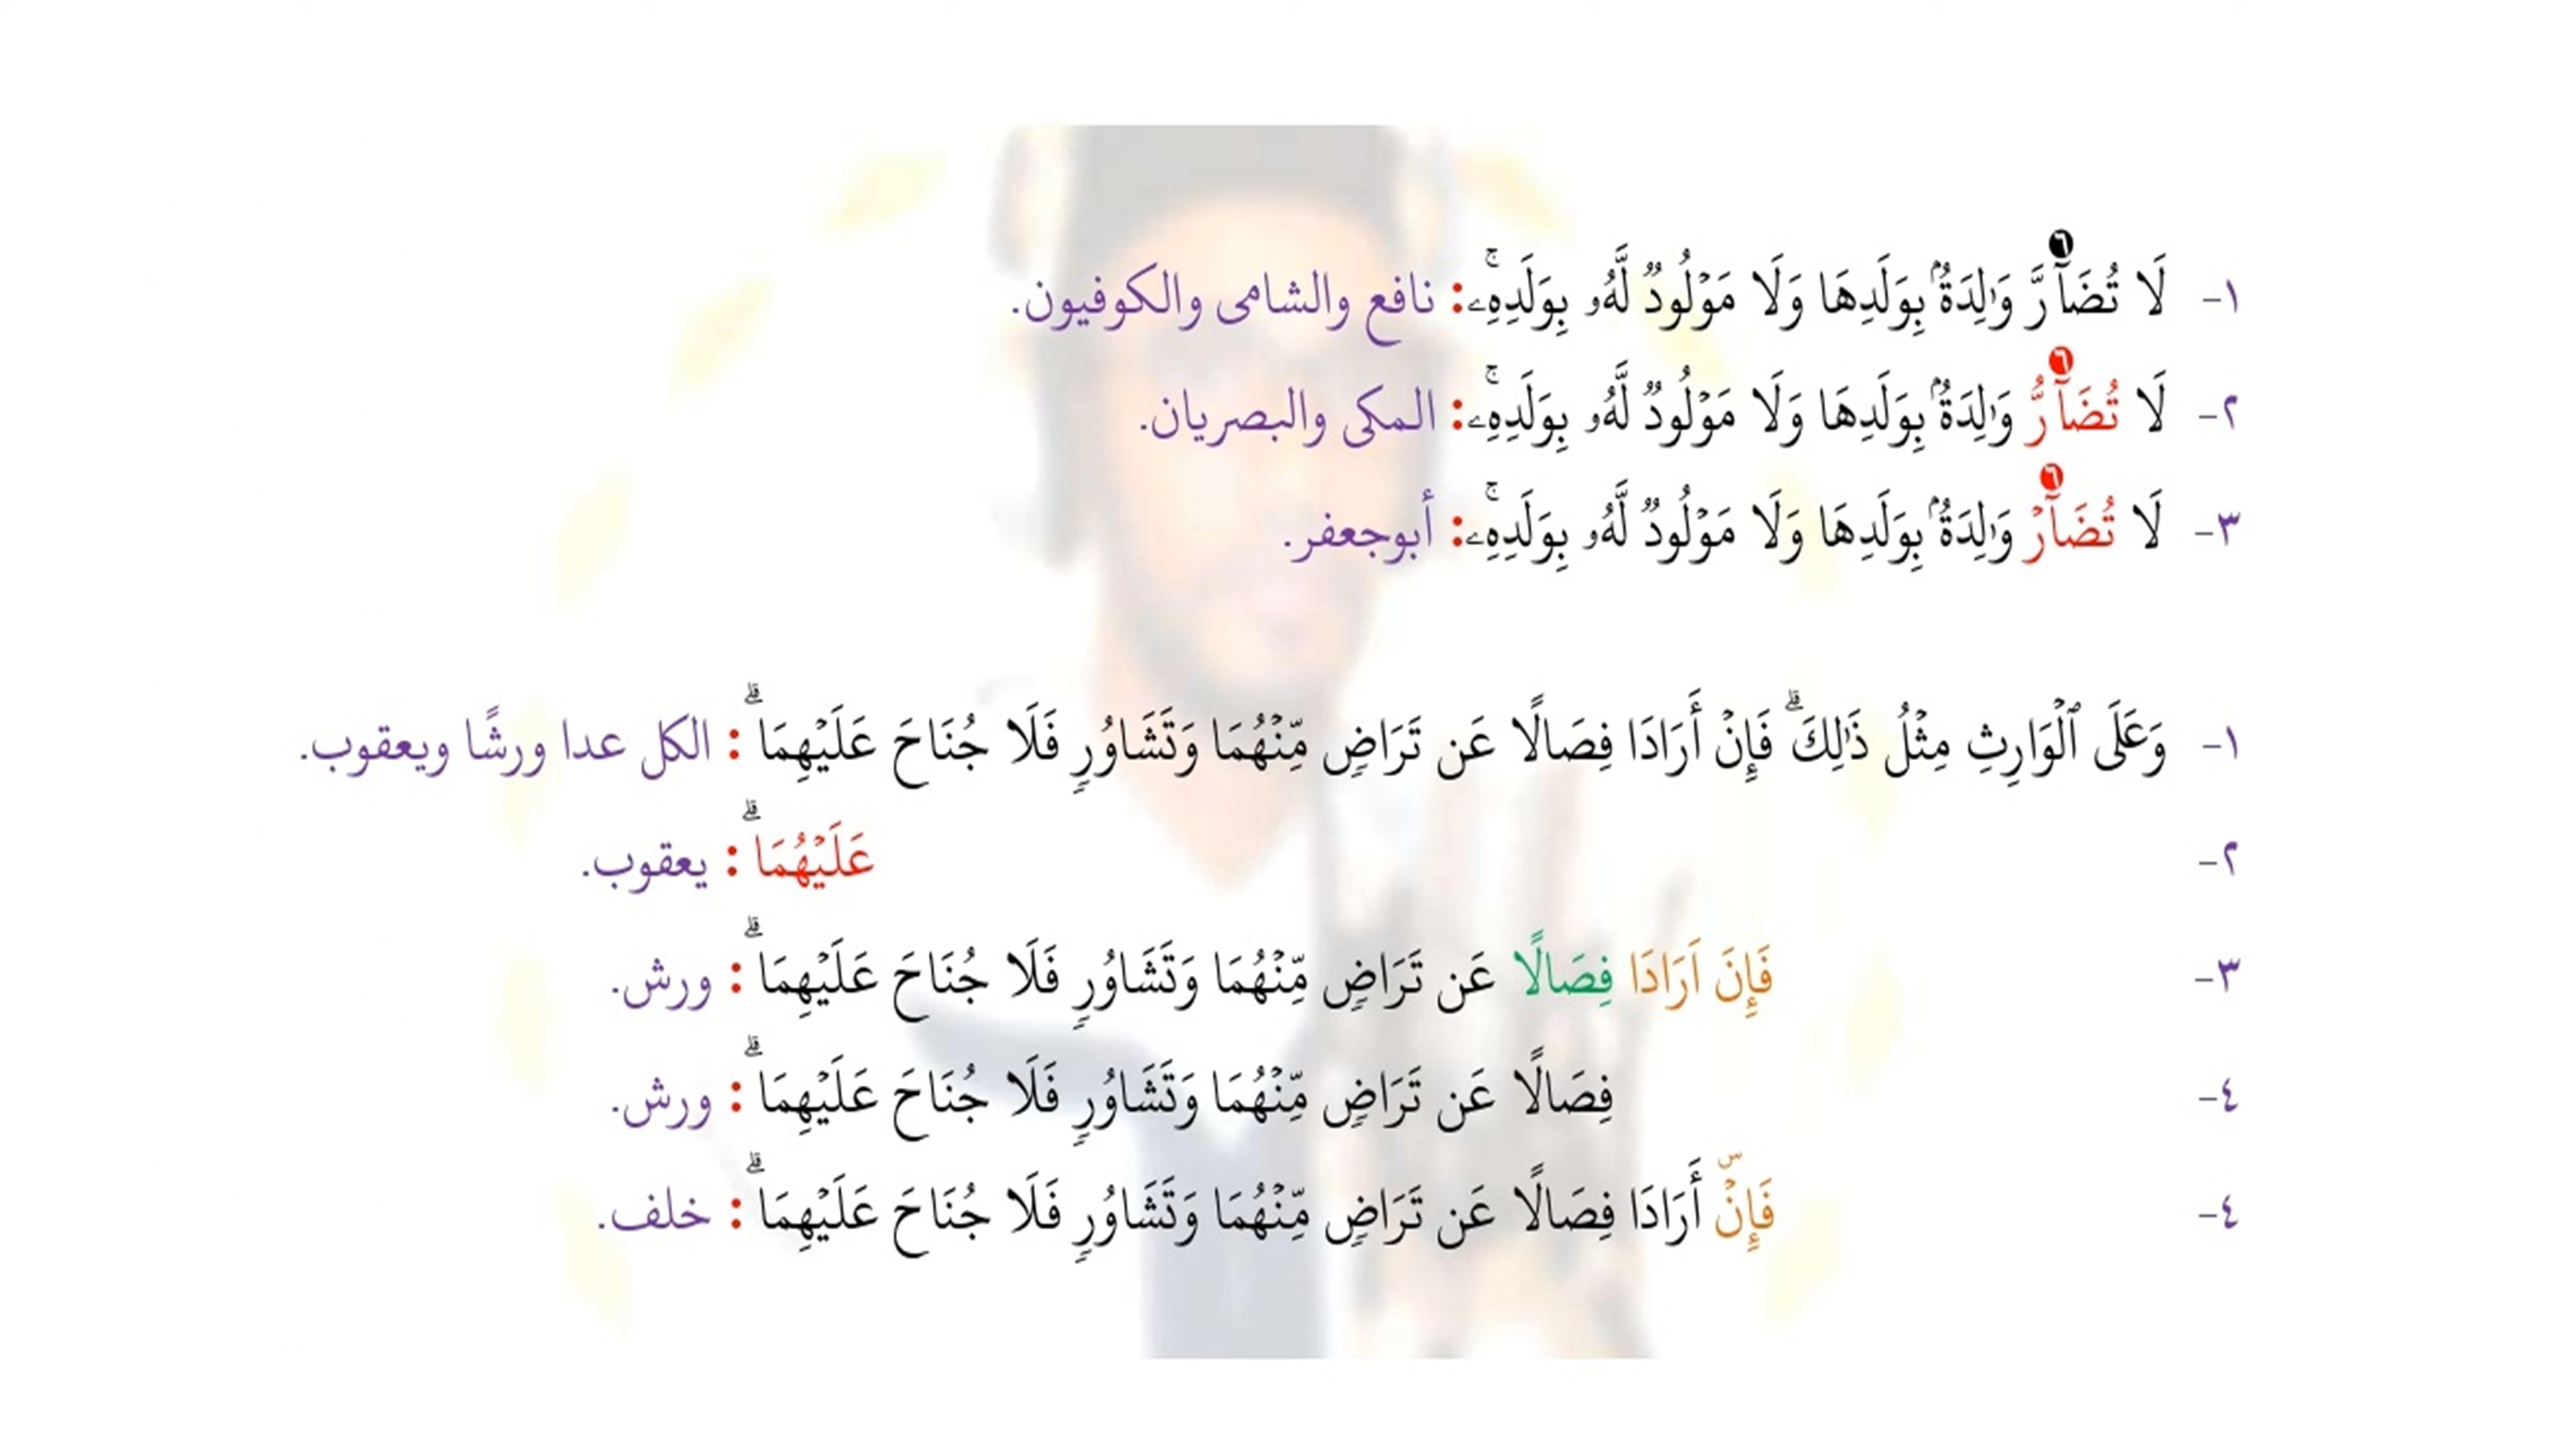 ١- لَا تُضَآرَّ وَٰلِدَةُۢ بِوَلَدِهَا وَلَا مَوۡلُودٞ لَّهُۥ بِوَلَدِهِۦۚ: نافع والشامى والكوفيون.
٢- لَا تُضَآرُّ وَٰلِدَةُۢ بِوَلَدِهَا وَلَا مَوۡلُودٞ لَّهُۥ بِوَلَدِهِۦۚ: المكى والبصريان.
٣- لَا تُضَآرۡ وَٰلِدَةُۢ بِوَلَدِهَا وَلَا مَوۡلُودٞ لَّهُۥ بِوَلَدِهِۦۚ: أبوجعفر.
١- وَعَلَى ٱلۡوَارِثِ مِثۡلُ ذَٰلِكَۗ فَإِنۡ أَرَادَا فِصَالًا عَن تَرَاضٖ مِّنۡهُمَا وَتَشَاوُرٖ فَلَا جُنَاحَ عَلَيۡهِمَاۗ : الكل عدا ورشًا ويعقوب.
٢- عَلَيۡهُمَاۗ : يعقوب.
٣- فَإِنَ اَرَادَا فِصَالًا عَن تَرَاضٖ مِّنۡهُمَا وَتَشَاوُرٖ فَلَا جُنَاحَ عَلَيۡهِمَاۗ : ورش.
٤- فِصَالًا عَن تَرَاضٖ مِّنۡهُمَا وَتَشَاوُرٖ فَلَا جُنَاحَ عَلَيۡهِمَاۗ : ورش.
٤- فَإِنۡۜ أَرَادَا فِصَالًا عَن تَرَاضٖ مِّنۡهُمَا وَتَشَاوُرٖ فَلَا جُنَاحَ عَلَيۡهِمَاۗ : خلف.